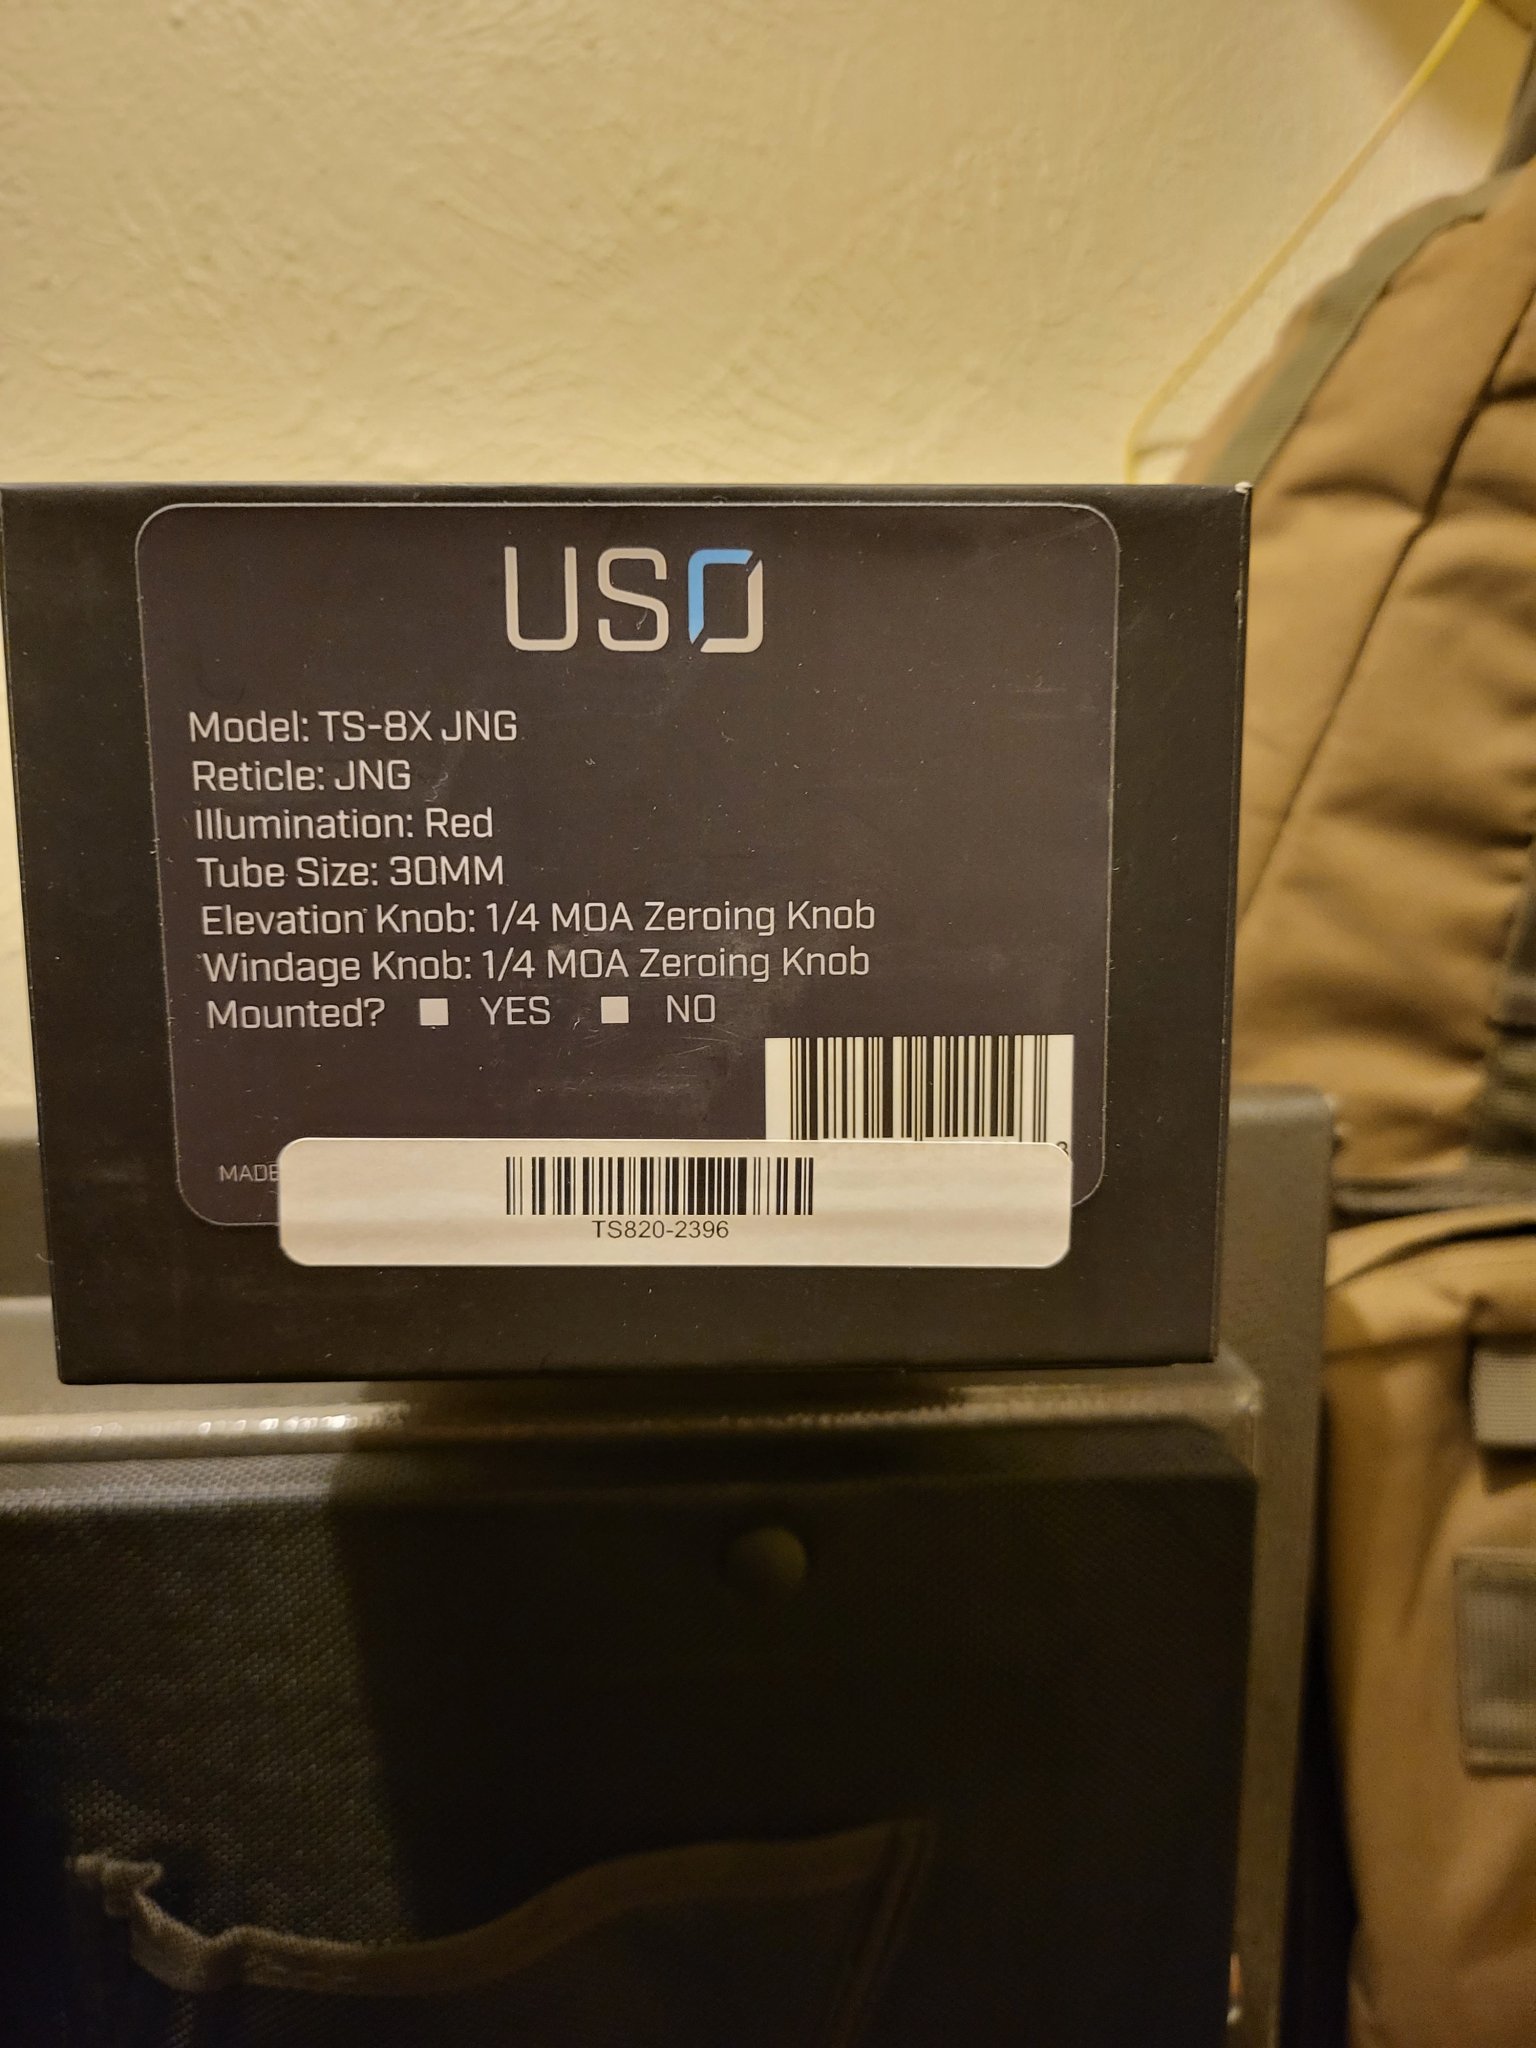 USO
Model: TS-8X JNG
Reticle: JNG
Illumination: Red
Tube Size: 30MM
Elevation Knob: 1/4 MOA Zeroing Knob
Windage Knob: 1/4 MOA Zeroing Knob
Mounted? YES NO
MADE
TS820-2396